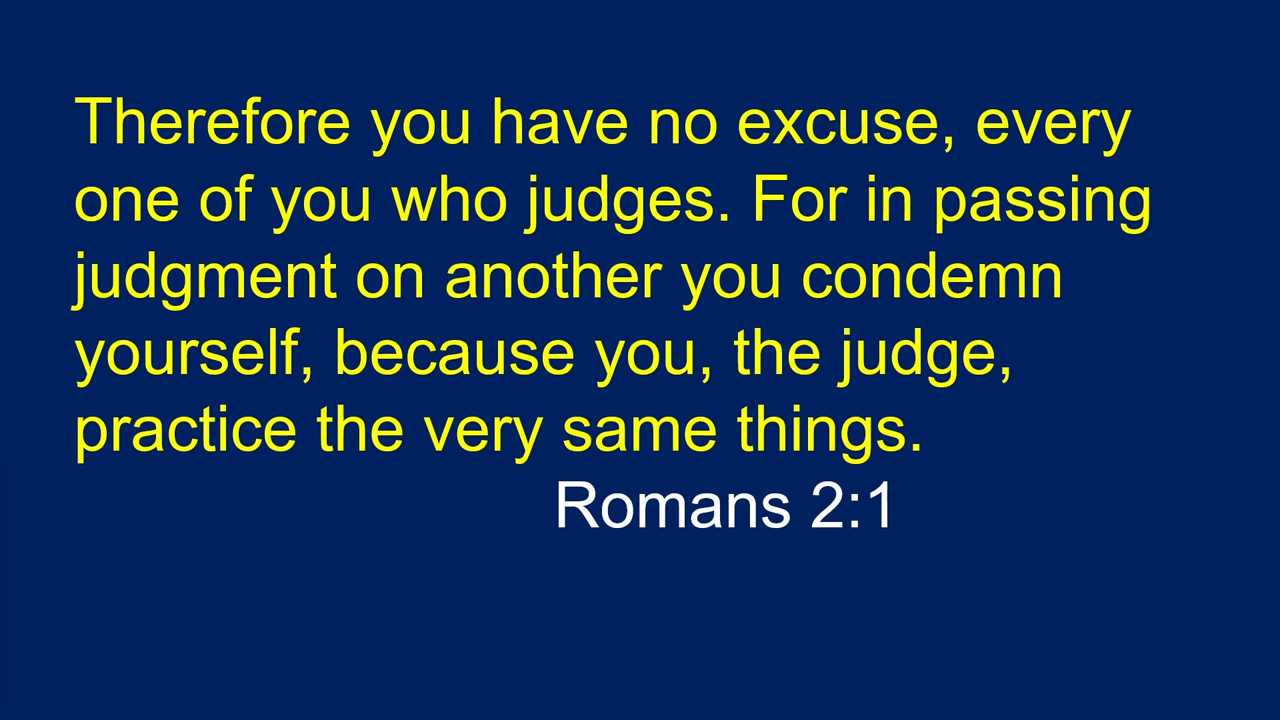 Therefore you have no excuse, every
one of you who judges. For in passing
judgment on another you condemn
yourself, because you, the judge,
practice the very same things.
Romans 2:1